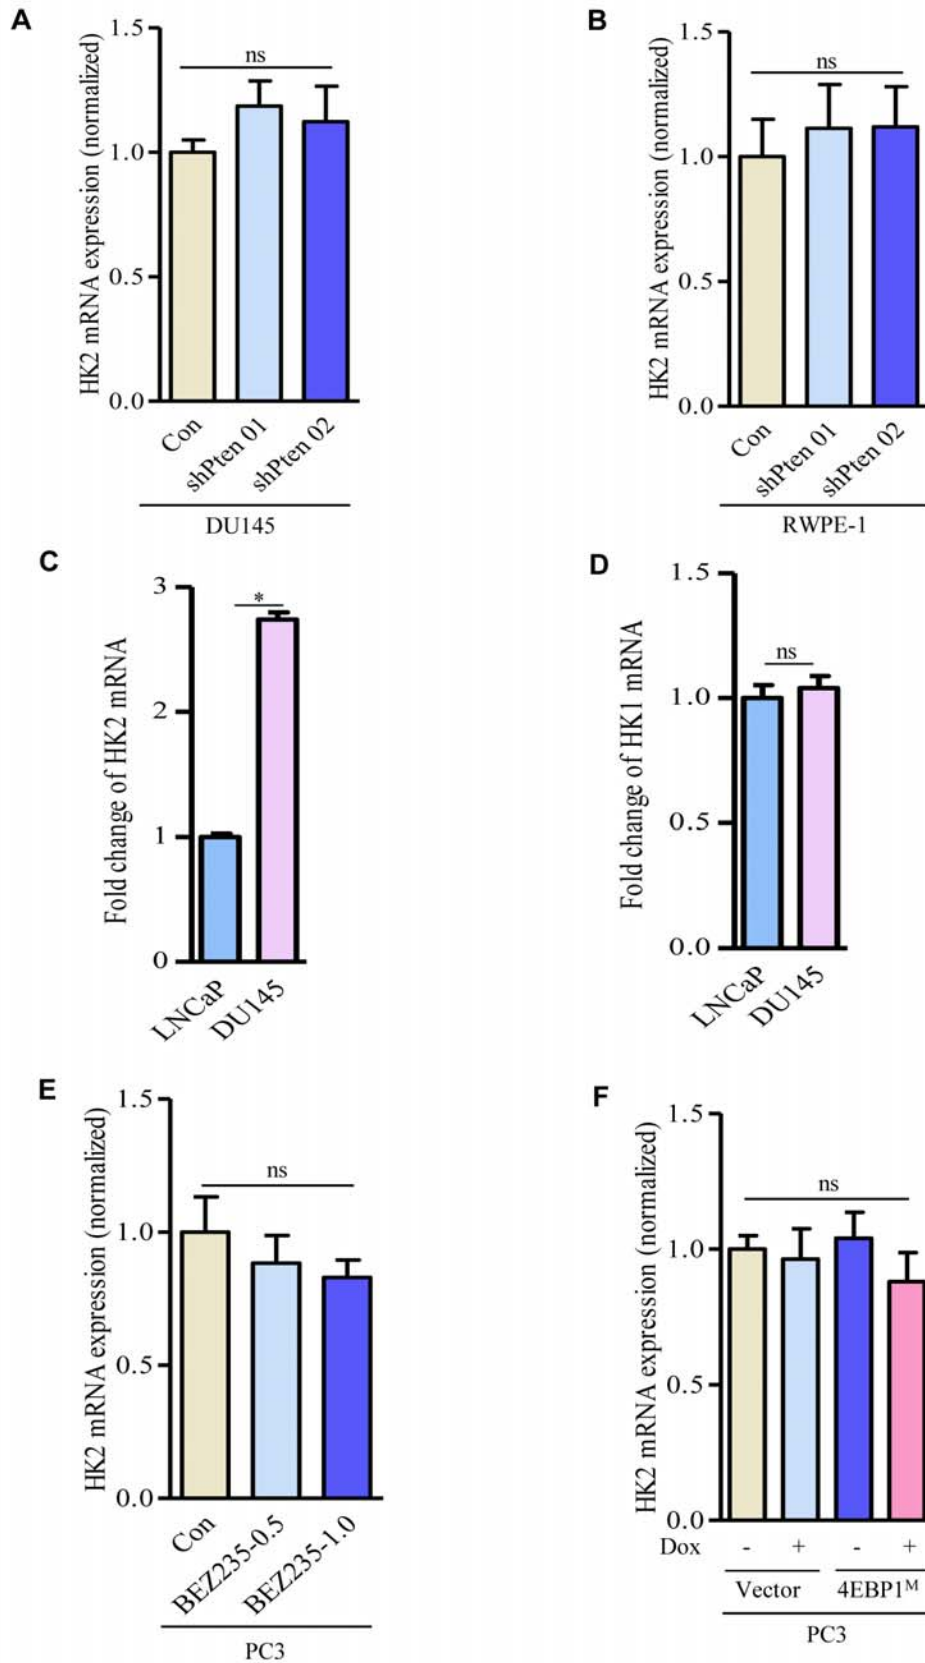 A
HK2 mRNA expression (normalized)
1.5
1.0
0.5
0.0
ns
Con
shPten 01
shPten 02
DU145
B
HK2 mRNA expression (normalized)
1.5
1.0
0.5
0.0
ns
Con
shPten 01
shPten 02
RWPE-1
C
Fold change of HK2 mRNA
3
2
1
0
*
LNCaP
DU145
D
Fold change of HK1 mRNA
1.5
1.0
0.5
0.0
ns
LNCaP
DU145
E
HK2 mRNA expression (normalized)
1.5
1.0
0.5
0.0
ns
Con
BEZ235-0.5
BEZ235-1.0
PC3
F
HK2 mRNA expression (normalized)
1.5
1.0
0.5
0.0
ns
Dox - + - +
Vector 4EBP1ᴹ
PC3